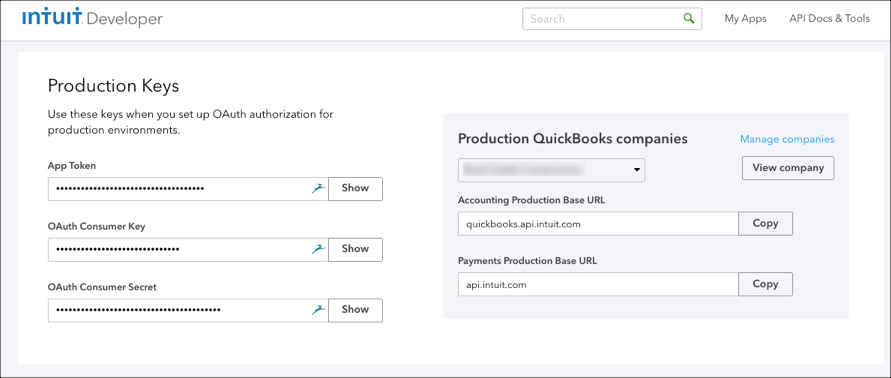 intuit Developer
Search
My Apps
API Docs & Tools
Production Keys
Use these keys when you set up OAuth authorization for
production environments.
App Token
••••••••••••••••••••••••••••••••••••
Show
OAuth Consumer Key
••••••••••••••••••••••••••••••
Show
OAuth Consumer Secret
••••••••••••••••••••••••••••••••••••••••
Show
Production QuickBooks companies
Manage companies
View company
Accounting Production Base URL
quickbooks.api.intuit.com
Copy
Payments Production Base URL
api.intuit.com
Copy